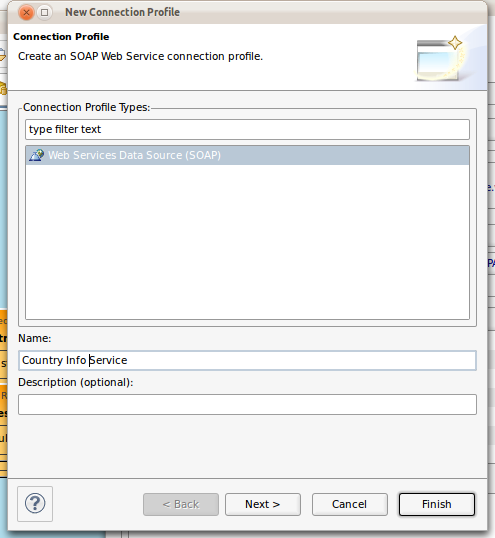 New Connection Profile
Connection Profile
Create an SOAP Web Service connection profile.
Connection Profile Types:
type filter text
Web Services Data Source (SOAP)
Name:
Country Info Service
Description (optional):
< Back
Next >
Cancel
Finish